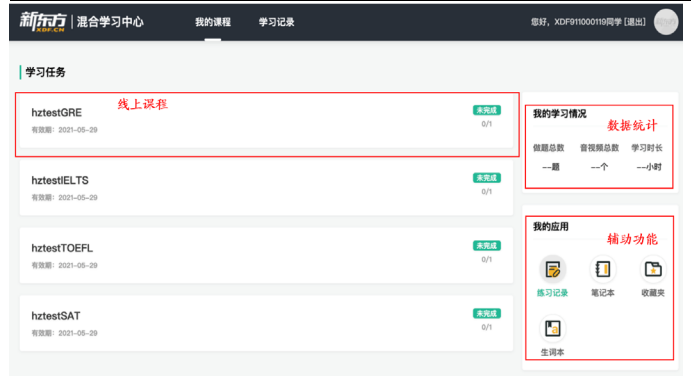 新东方 XDF.CN 混合学习中心 我的课程 学习记录 您好，XDF911000119同学 [退出]
学习任务
hztestGRE 线上课程 未完成
有效期：2021-05-29 0/1
hztestIELTS 未完成
有效期：2021-05-29 0/1
hztestTOEFL 未完成
有效期：2021-05-29 0/1
hztestSAT 未完成
有效期：2021-05-29 0/1
我的学习情况
数据统计
做题总数 音视频总数 学习时长
--题 --个 --小时
我的应用
辅助功能
练习记录 笔记本 收藏夹
生词本